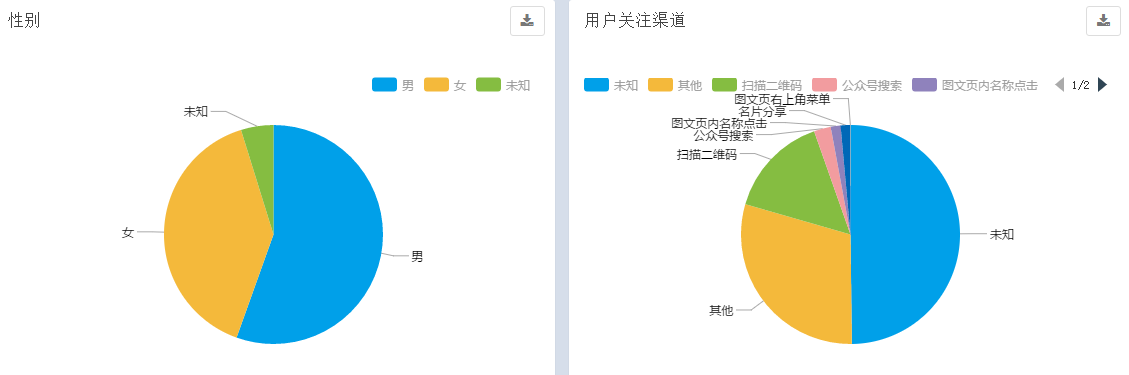 性别
男
女
未知
未知
女
男
用户关注渠道
未知
其他
扫描二维码
公众号搜索
图文页内名称点击
1/2
图文页右上角菜单
名片分享
图文页内名称点击
公众号搜索
扫描二维码
未知
其他